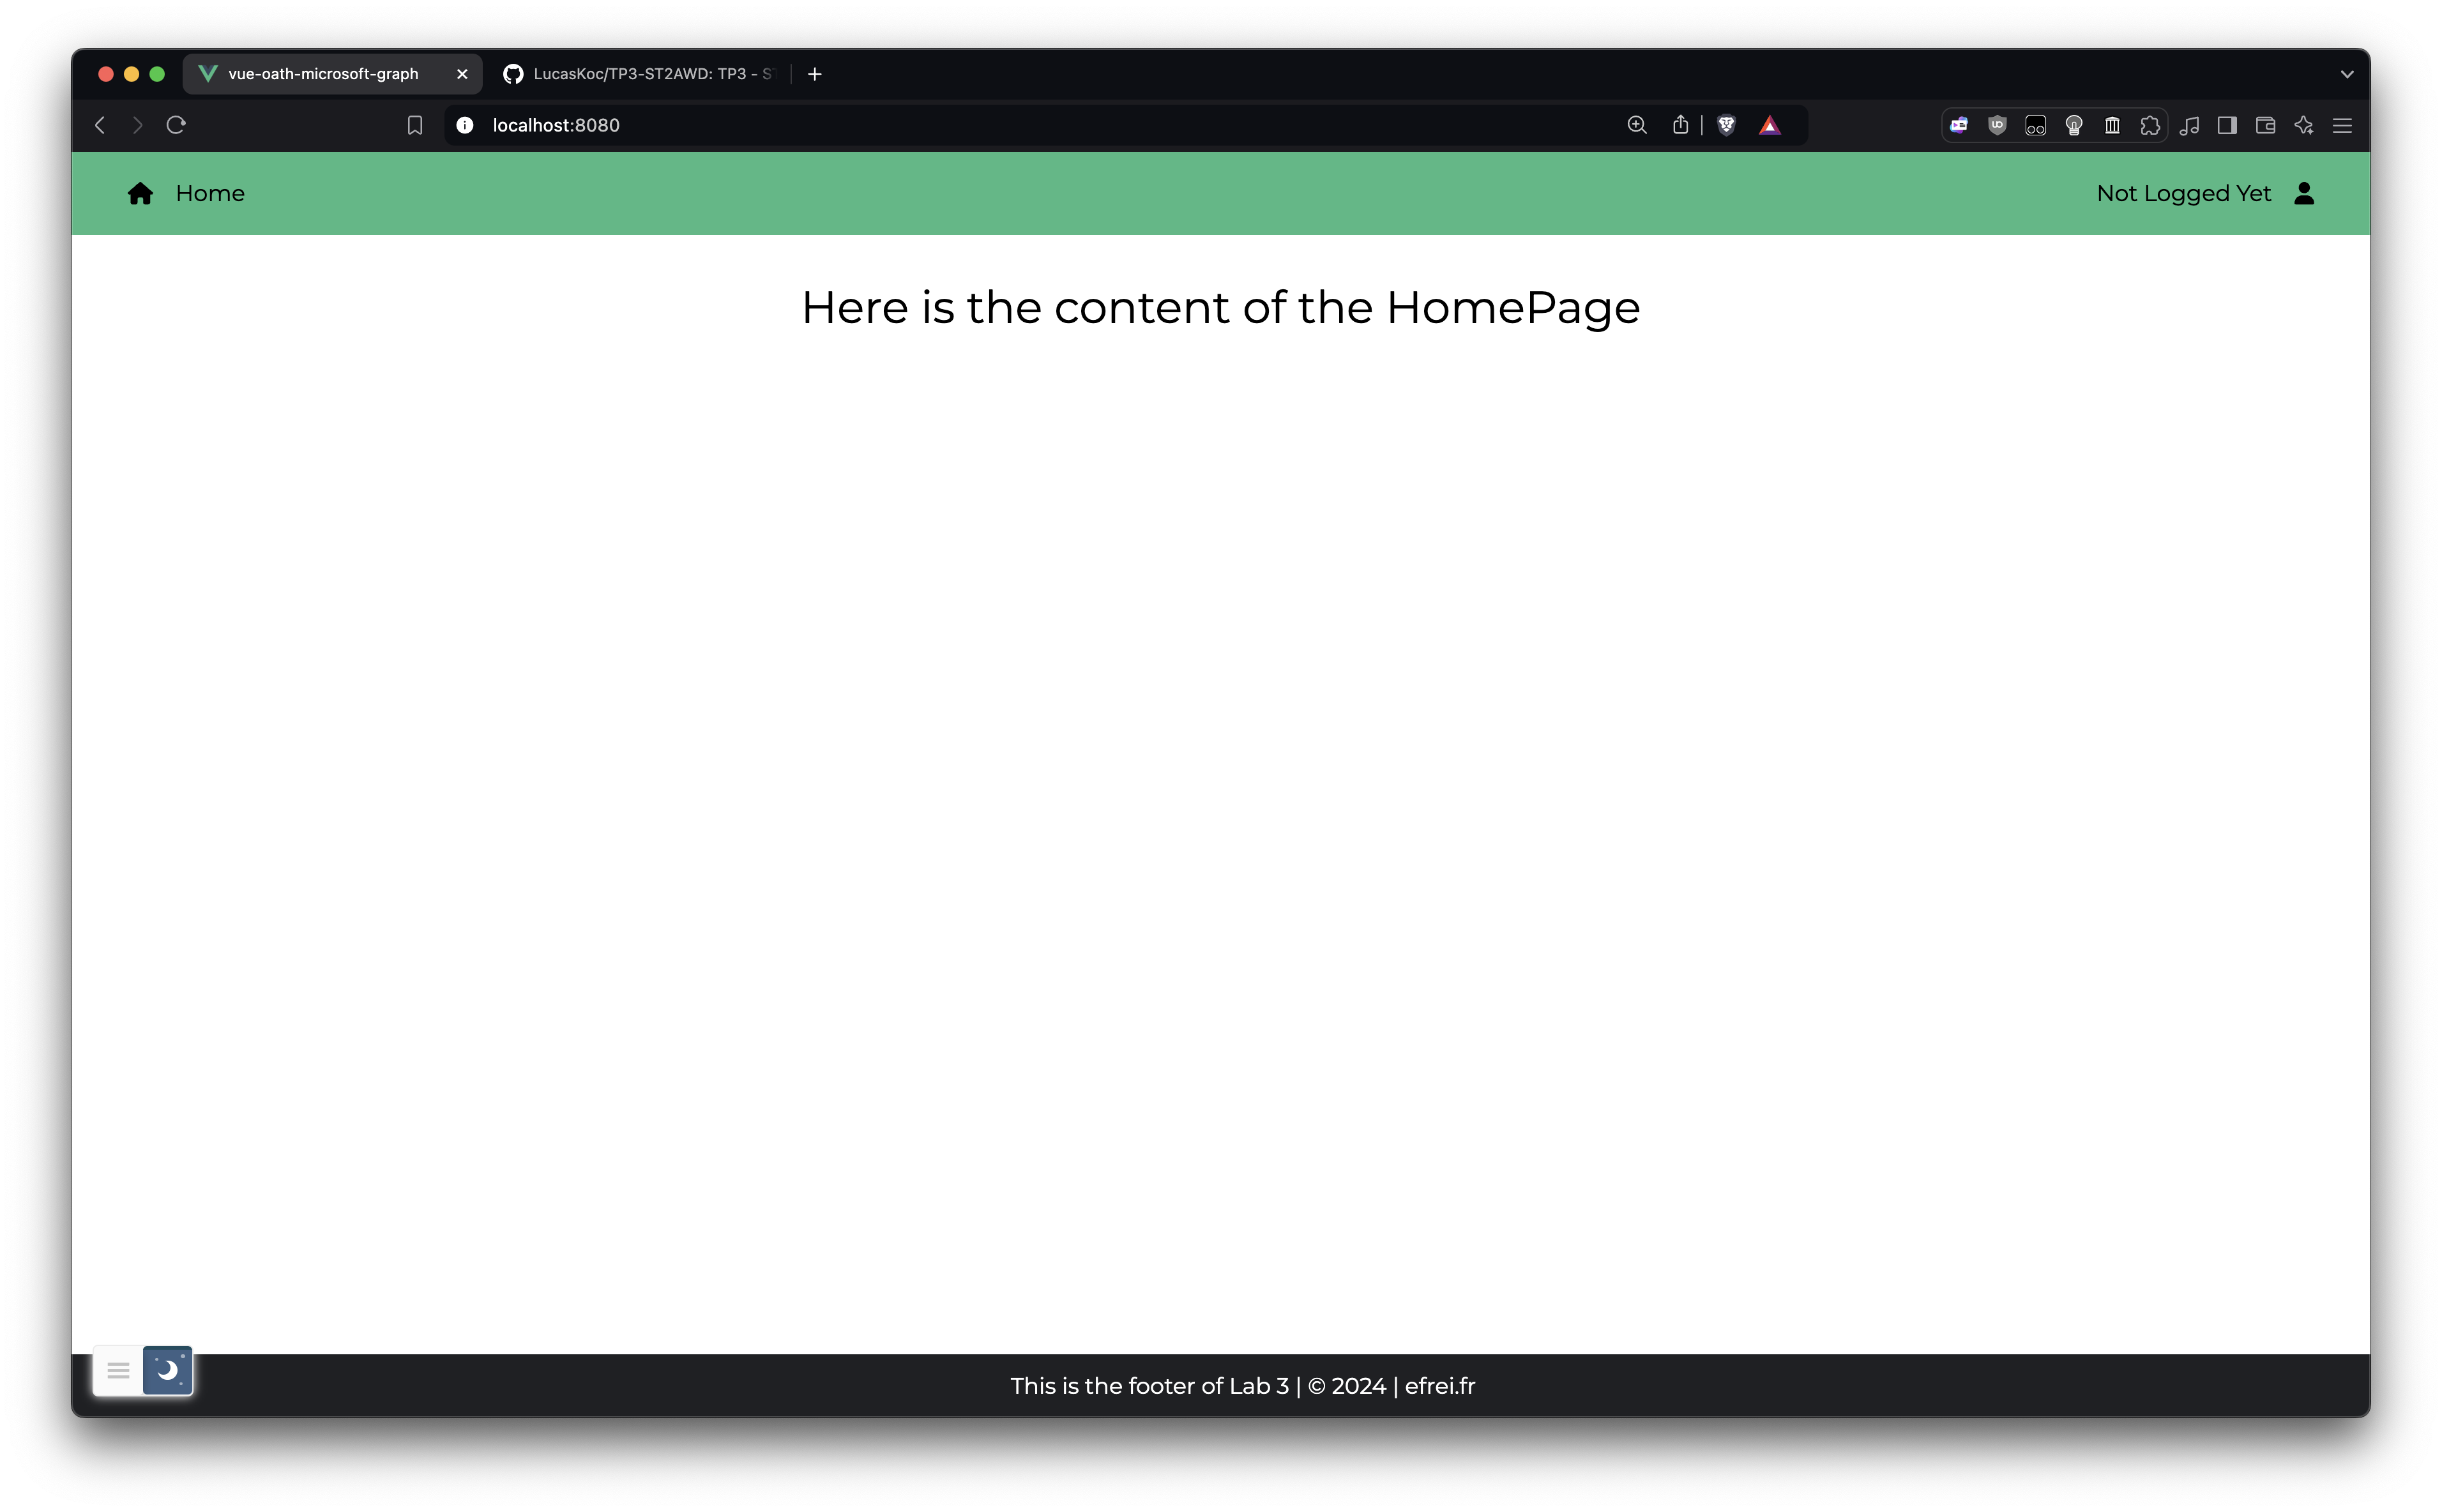 vue-oath-microsoft-graph
LucasKoc/TP3-ST2AWD: TP3 - ST
localhost:8080
Home
Not Logged Yet
Here is the content of the HomePage
This is the footer of Lab 3 | © 2024 | efrei.fr